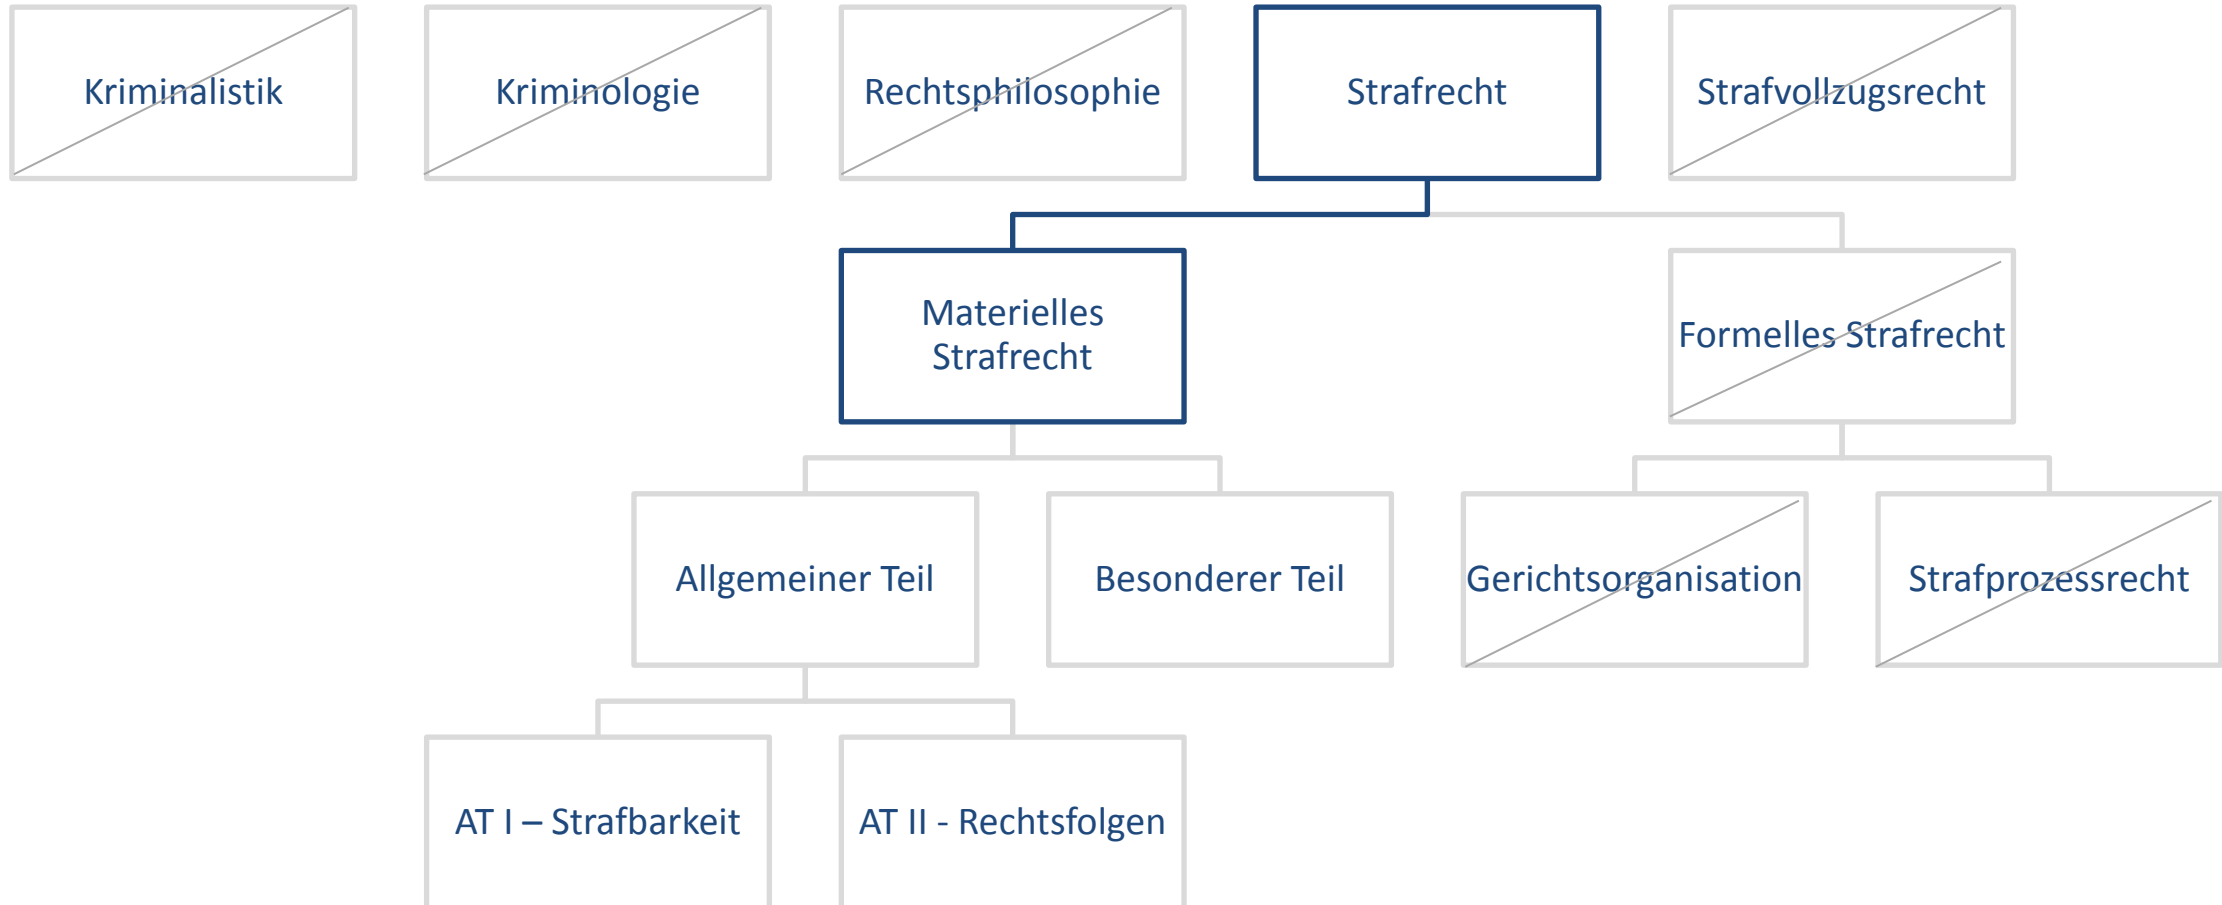 Kriminalistik
Kriminologie
Rechtsphilosophie
Strafrecht
Strafvollzugsrecht
Materielles
Strafrecht
Formelles Strafrecht
Allgemeiner Teil
Besonderer Teil
Gerichtsorganisation
Strafprozessrecht
AT I – Strafbarkeit
AT II - Rechtsfolgen